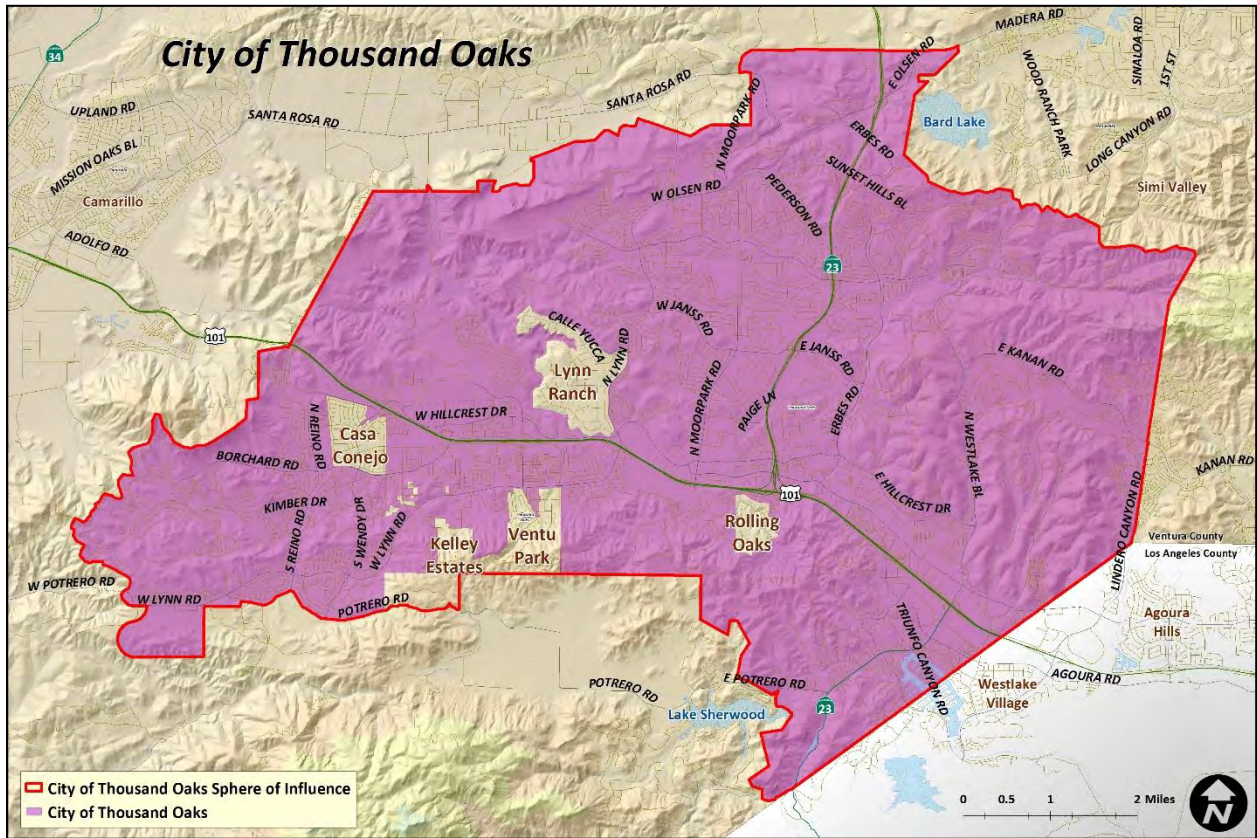 City of Thousand Oaks
34
MADERA RD
SINALOA RD
1ST ST
WOOD RANCH PARK
LONG CANYON RD
E OLSEN RD
Bard Lake
Simi Valley
UPLAND RD
SANTA ROSA RD
SANTA ROSA RD
N MOORPARK RD
MISSION OAKS BL
Camarillo
ADOLFO RD
ERBES RD
SUNSET HILLS BL
PEDERSON RD
W OLSEN RD
23
101
CALLE YUCCA
N LYNN RD
Lynn
Ranch
W JANSS RD
E JANSS RD
E KANAN RD
N MOORPARK RD
PAIGE LN
ERBES RD
N WESTLAKE BL
W HILLCREST DR
N REINO RD
Casa
Conejo
BORCHARD RD
KANAN RD
E HILLCREST DR
101
KIMBER DR
S REINO RD
S WENDY DR
W LYNN RD
Kelley
Estates
Ventu
Park
Rolling
Oaks
LINDERO CANYON RD
Ventura County
Los Angeles County
W POTRERO RD
W LYNN RD
POTRERO RD
Agoura
Hills
TRIUNFO CANYON RD
E POTRERO RD
POTRERO RD
Lake Sherwood
23
Westlake
Village
AGOURA RD
City of Thousand Oaks Sphere of Influence
City of Thousand Oaks
0 0.5 1 2 Miles
N